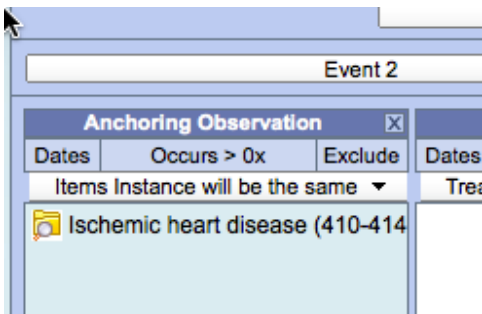 Event 2
Anchoring Observation X
Dates Occurs > 0x Exclude Dates
Items Instance will be the same
Ischemic heart disease (410-414